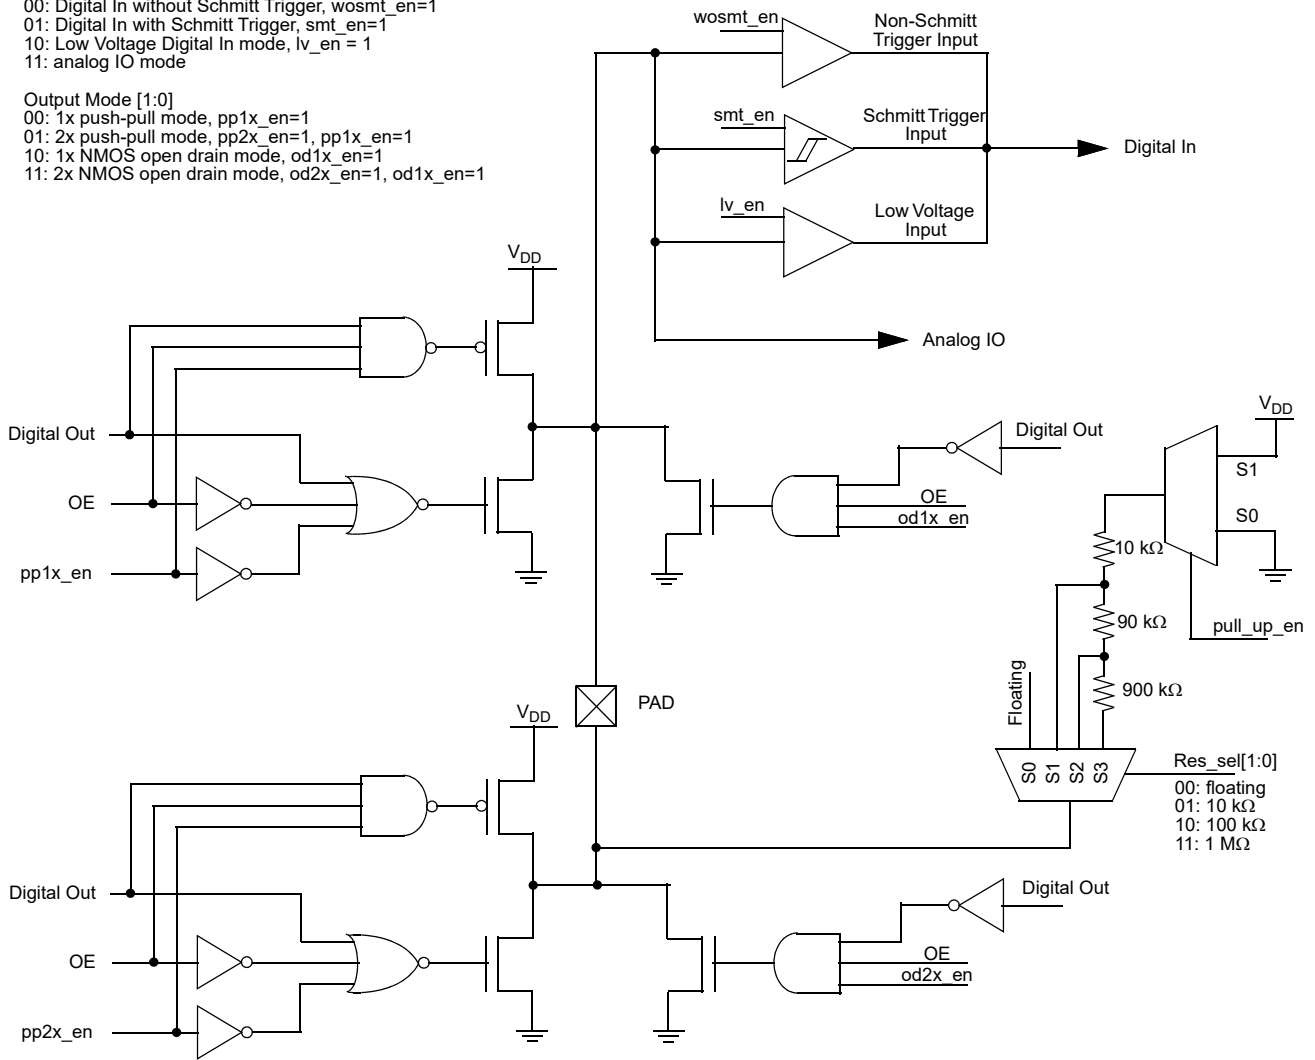 00: Digital In without Schmitt Trigger, wosmt_en=1
01: Digital In with Schmitt Trigger, smt_en=1
10: Low Voltage Digital In mode, lv_en = 1
11: analog IO mode
Output Mode [1:0]
00: 1x push-pull mode, pp1x_en=1
01: 2x push-pull mode, pp2x_en=1, pp1x_en=1
10: 1x NMOS open drain mode, od1x_en=1
11: 2x NMOS open drain mode, od2x_en=1, od1x_en=1
wosmt_en
Non-Schmitt
Trigger Input
smt_en
Schmitt Trigger
Input
Digital In
lv_en
Low Voltage
Input
Analog IO
VDD
Digital Out
OE
pp1x_en
Digital Out
OE
od1x_en
VDD
S1
S0
10 kΩ
90 kΩ
900 kΩ
pull_up_en
Floating
S0
S1
S2
S3
Res_sel[1:0]
00: floating
01: 10 kΩ
10: 100 kΩ
11: 1 MΩ
PAD
VDD
Digital Out
OE
pp2x_en
Digital Out
OE
od2x_en